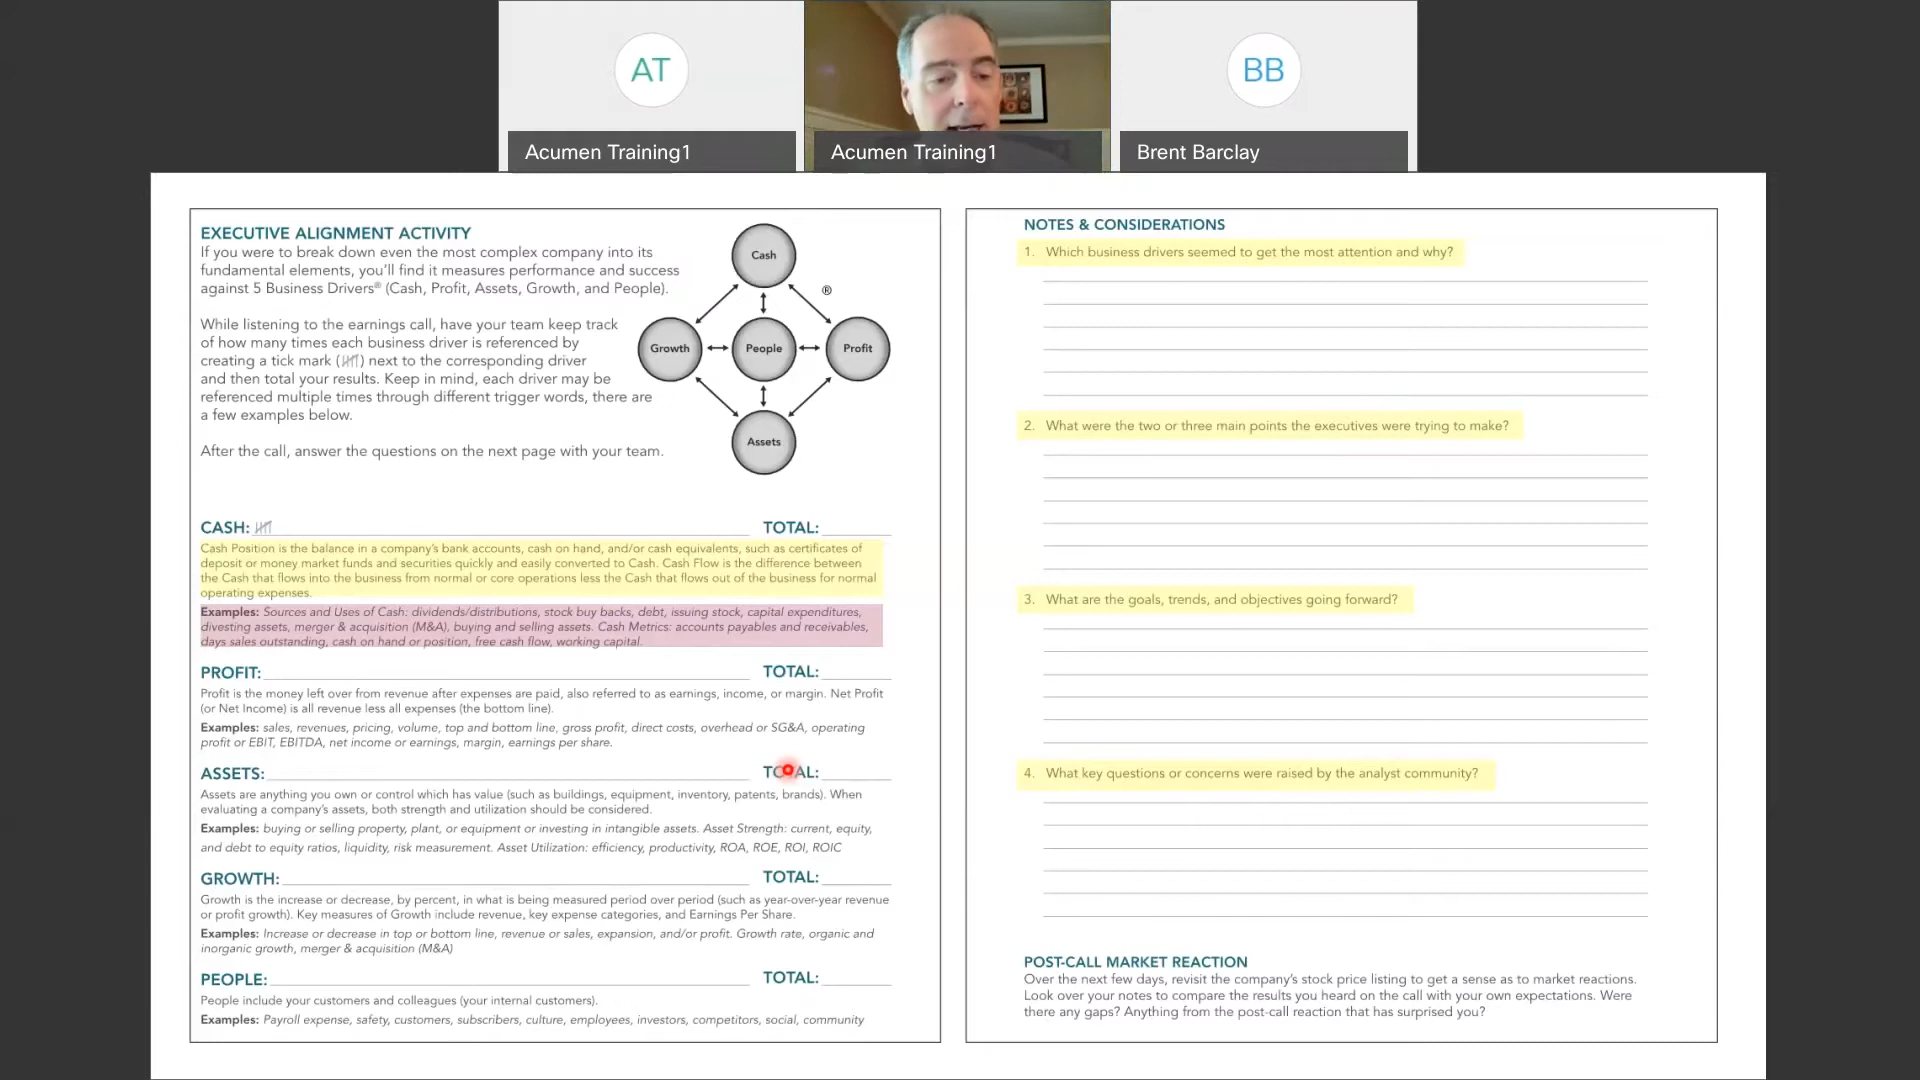 AT
BB
Acumen Training1
Acumen Training1
Brent Barclay
EXECUTIVE ALIGNMENT ACTIVITY
If you were to break down even the most complex company into its
fundamental elements, you'll find it measures performance and success
against 5 Business Drivers® (Cash, Profit, Assets, Growth, and People).
While listening to the earnings call, have your team keep track
of how many times each business driver is referenced by
creating a tick mark () next to the corresponding driver
and then total your results. Keep in mind, each driver may be
referenced multiple times through different trigger words, there are
a few examples below.
After the call, answer the questions on the next page with your team.
Cash
®
Growth
People
Profit
Assets
CASH: TOTAL:
Cash Position is the balance in a company's bank accounts, cash on hand, and/or cash equivalents, such as certificates of
deposit or money market funds and securities quickly and easily converted to Cash. Cash Flow is the difference between
the Cash that flows into the business from normal or core operations less the Cash that flows out of the business for normal
operating expenses.
Examples: Sources and Uses of Cash: dividends/distributions, stock buy backs, debt, issuing stock, capital expenditures,
divesting assets, merger & acquisition (M&A), buying and selling assets. Cash Metrics: accounts payables and receivables,
days sales outstanding, cash on hand or position, free cash flow, working capital.
PROFIT: TOTAL:
Profit is the money left over from revenue after expenses are paid, also referred to as earnings, income, or margin. Net Profit
(or Net Income) is all revenue less all expenses (the bottom line).
Examples: sales, revenues, pricing, volume, top and bottom line, gross profit, direct costs, overhead or SG&A, operating
profit or EBIT, EBITDA, net income or earnings, margin, earnings per share.
ASSETS: TOTAL:
Assets are anything you own or control which has value (such as buildings, equipment, inventory, patents, brands). When
evaluating a company's assets, both strength and utilization should be considered.
Examples: buying or selling property, plant, or equipment or investing in intangible assets. Asset Strength: current, equity,
and debt to equity ratios, liquidity, risk measurement. Asset Utilization: efficiency, productivity, ROA, ROE, ROI, ROIC
GROWTH: TOTAL:
Growth is the increase or decrease, by percent, in what is being measured period over period (such as year-over-year revenue
or profit growth). Key measures of Growth include revenue, key expense categories, and Earnings Per Share.
Examples: Increase or decrease in top or bottom line, revenue or sales, expansion, and/or profit. Growth rate, organic and
inorganic growth, merger & acquisition (M&A)
PEOPLE: TOTAL:
People include your customers and colleagues (your internal customers).
Examples: Payroll expense, safety, customers, subscribers, culture, employees, investors, competitors, social, community
NOTES & CONSIDERATIONS
1. Which business drivers seemed to get the most attention and why?
2. What were the two or three main points the executives were trying to make?
3. What are the goals, trends, and objectives going forward?
4. What key questions or concerns were raised by the analyst community?
POST-CALL MARKET REACTION
Over the next few days, revisit the company's stock price listing to get a sense as to market reactions.
Look over your notes to compare the results you heard on the call with your own expectations. Were
there any gaps? Anything from the post-call reaction that has surprised you?